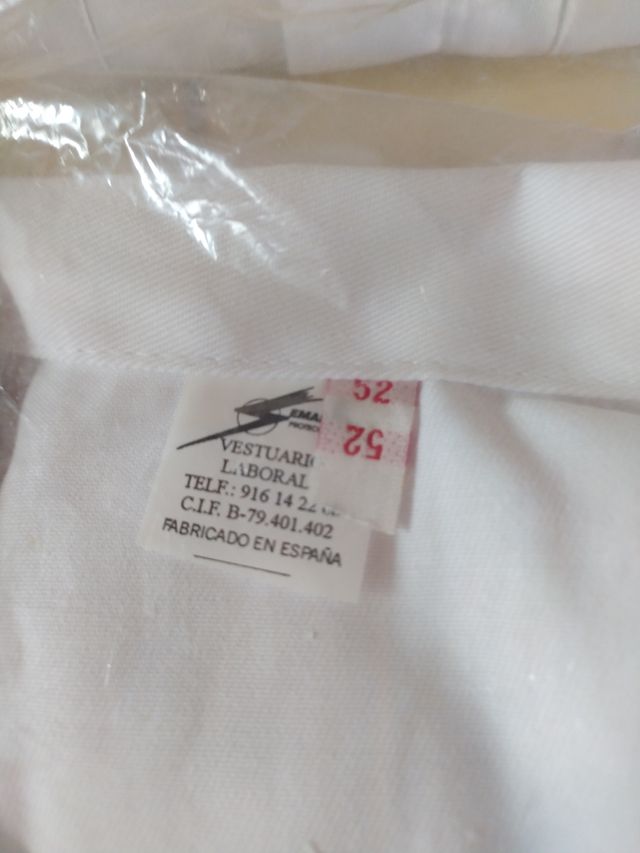 52
52
VESTUARIO
LABORAL
TELF.: 916 14 22
C.I.F. B-79.401.402
FABRICADO EN ESPAÑA